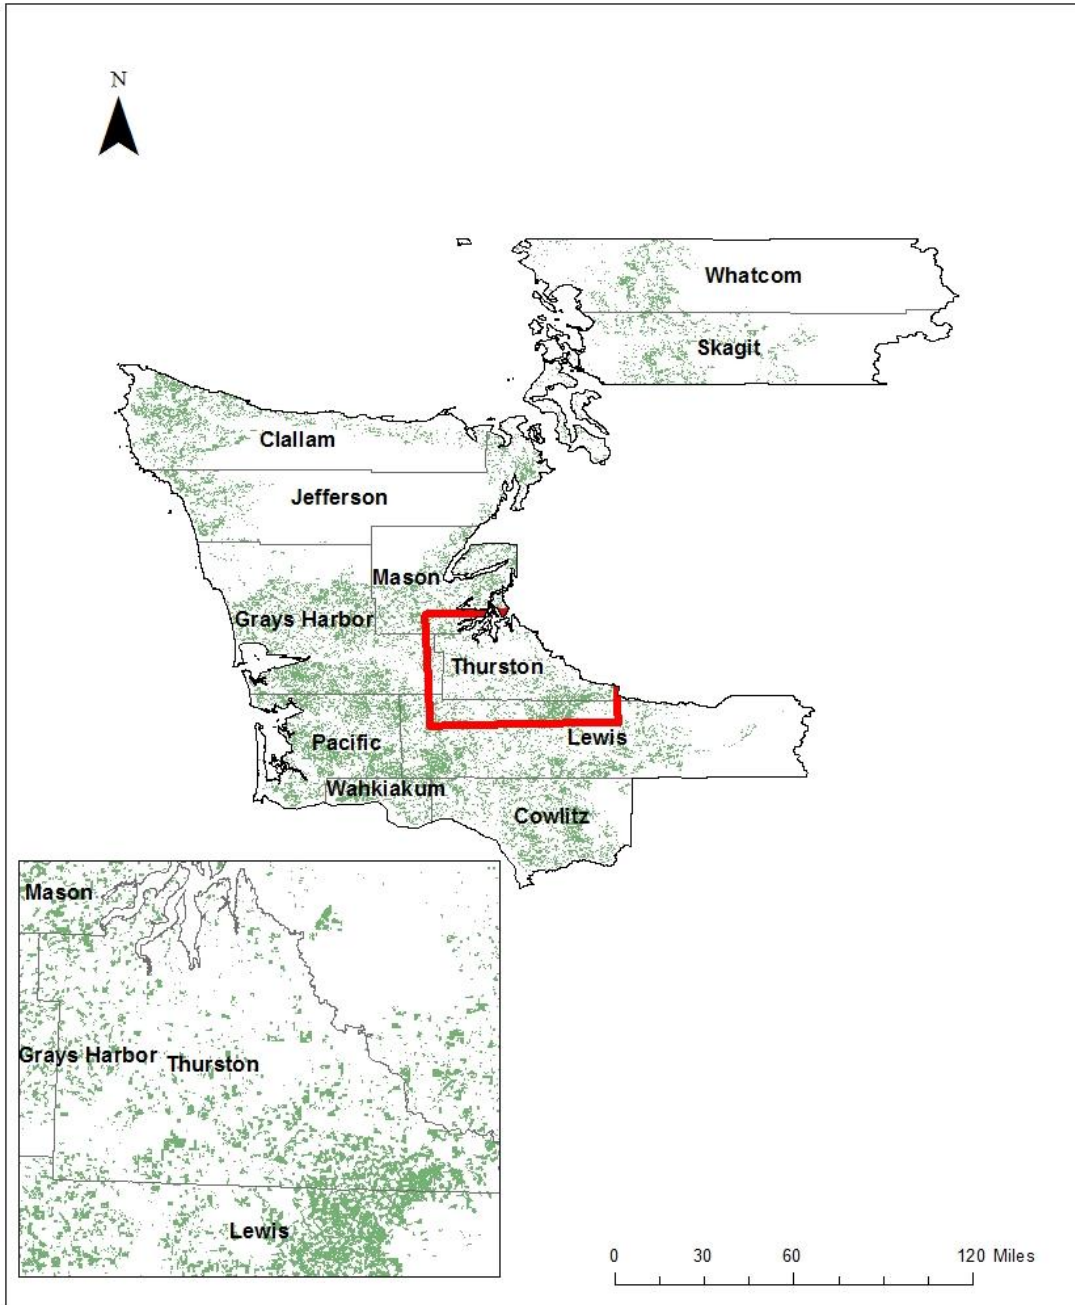 N
Whatcom
Skagit
Clallam
Jefferson
Mason
Grays Harbor
Thurston
Pacific
Lewis
Wahkiakum
Cowlitz
Mason
Grays Harbor
Thurston
Lewis
0 30 60 120 Miles